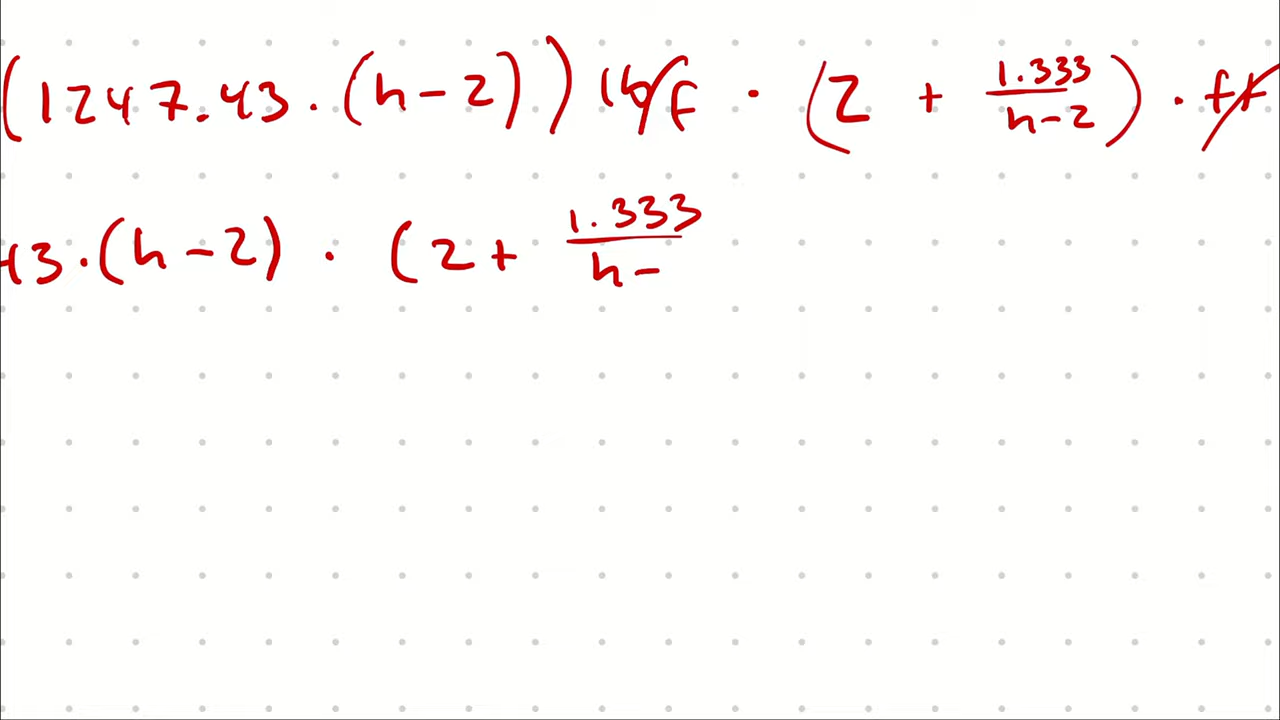 (1247.43 · (h-2)) lbf · (2 + 1.333/(h-2)) · ft
43 · (h-2) · (2 + 1.333/(h-